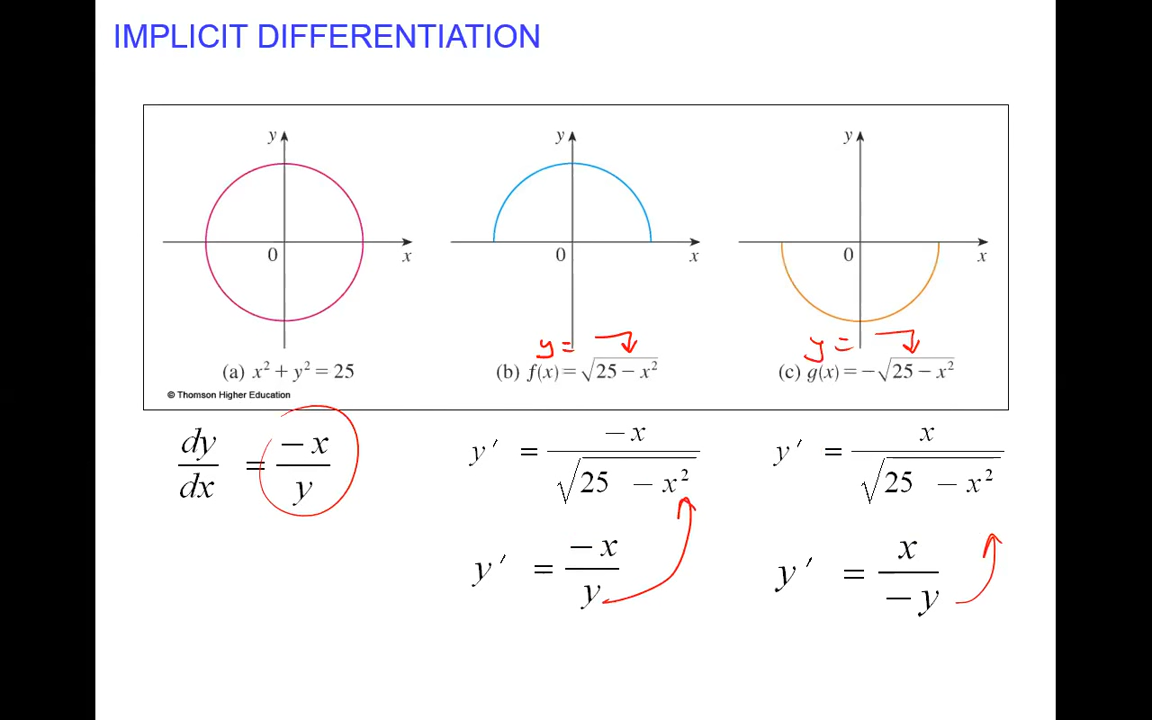 IMPLICIT DIFFERENTIATION
y
0
x
y
0
x
y
0
x
y =
y =
(a) x² + y² = 25
(b) f(x) = √25 − x²
(c) g(x) = −√25 − x²
© Thomson Higher Education
dy/dx = −x/y
y′ = −x/√25 − x²
y′ = x/√25 − x²
y′ = −x/y
y′ = x/−y